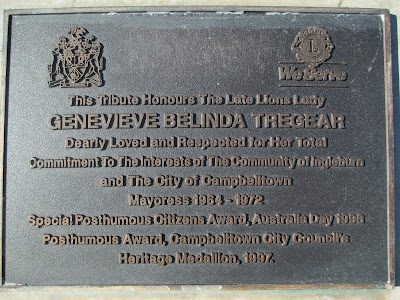 L
We Serve
This Tribute Honours The Late Lions Lady
GENEVIEVE BELINDA TREGEAR
Dearly Loved and Respected for Her Total
Commitment To The Interests of The Community of Ingleburn
and The City of Campbelltown
Mayoress 1964 - 1972
Special Posthumous Citizens Award, Australia Day
Posthumous Award, Campbelltown City Council's
Heritage Medallion, 1997.